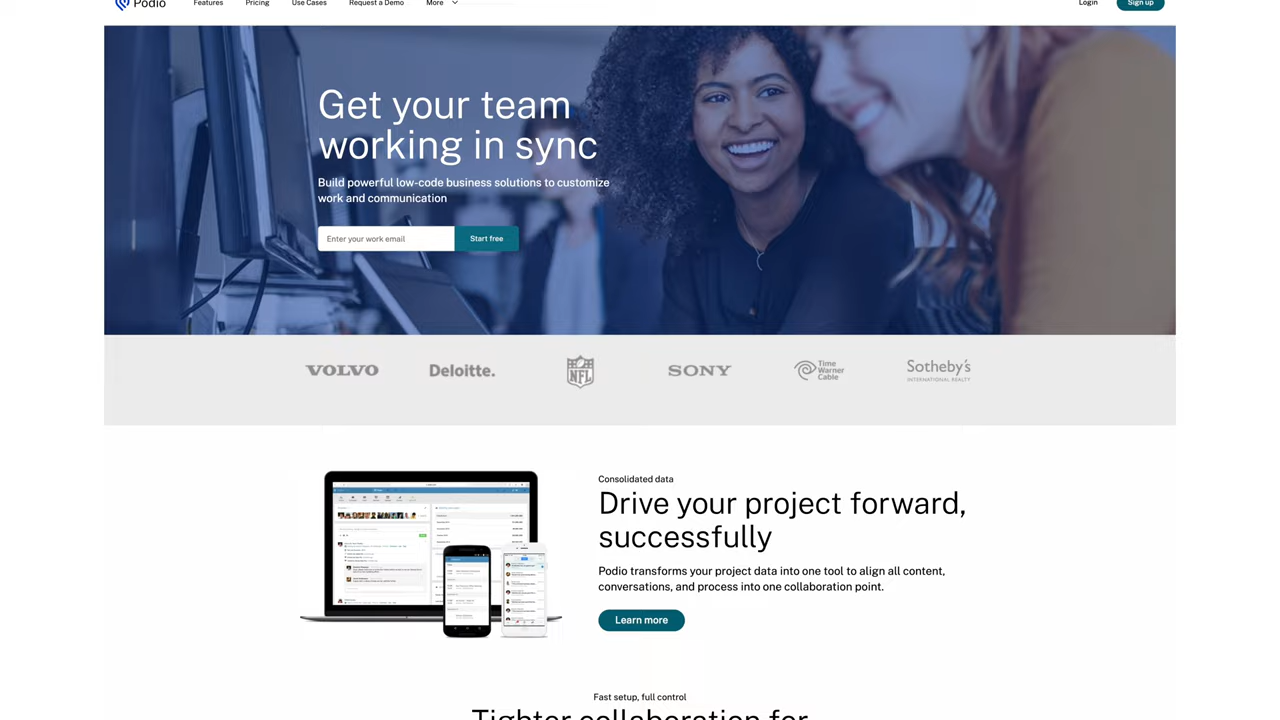 Podio
Features Pricing Use Cases Request a Demo More Login Sign up
Get your team
working in sync
Build powerful low-code business solutions to customize
work and communication
Enter your work email Start free
VOLVO Deloitte. NFL SONY Time Warner Cable Sotheby's INTERNATIONAL REALTY
Consolidated data
Drive your project forward,
successfully
Podio transforms your project data into one tool to align all content,
conversations, and process into one collaboration point.
Learn more
Fast setup, full control
Tighter collaboration for